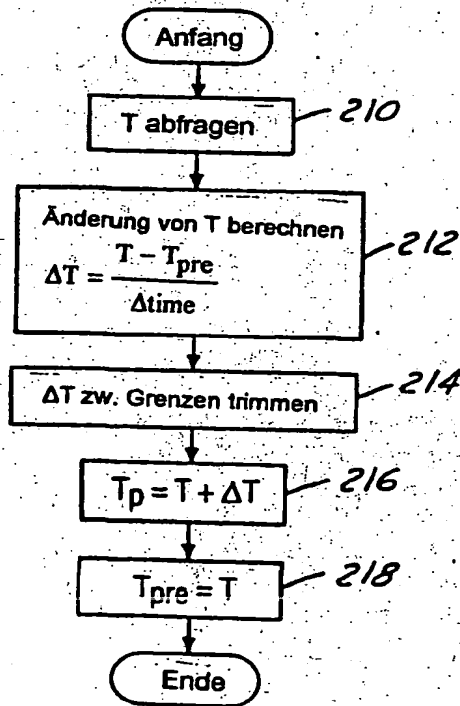 Anfang
T abfragen
210
Änderung von T berechnen
ΔT = (T − Tpre) / Δtime
212
ΔT zw. Grenzen trimmen
214
Tp = T + ΔT
216
Tpre = T
218
Ende